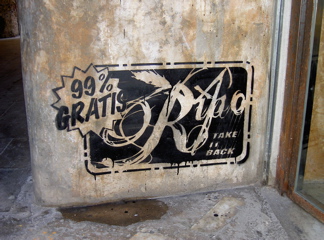 99%
GRATIS
Ripo
TAKE
IT
BACK